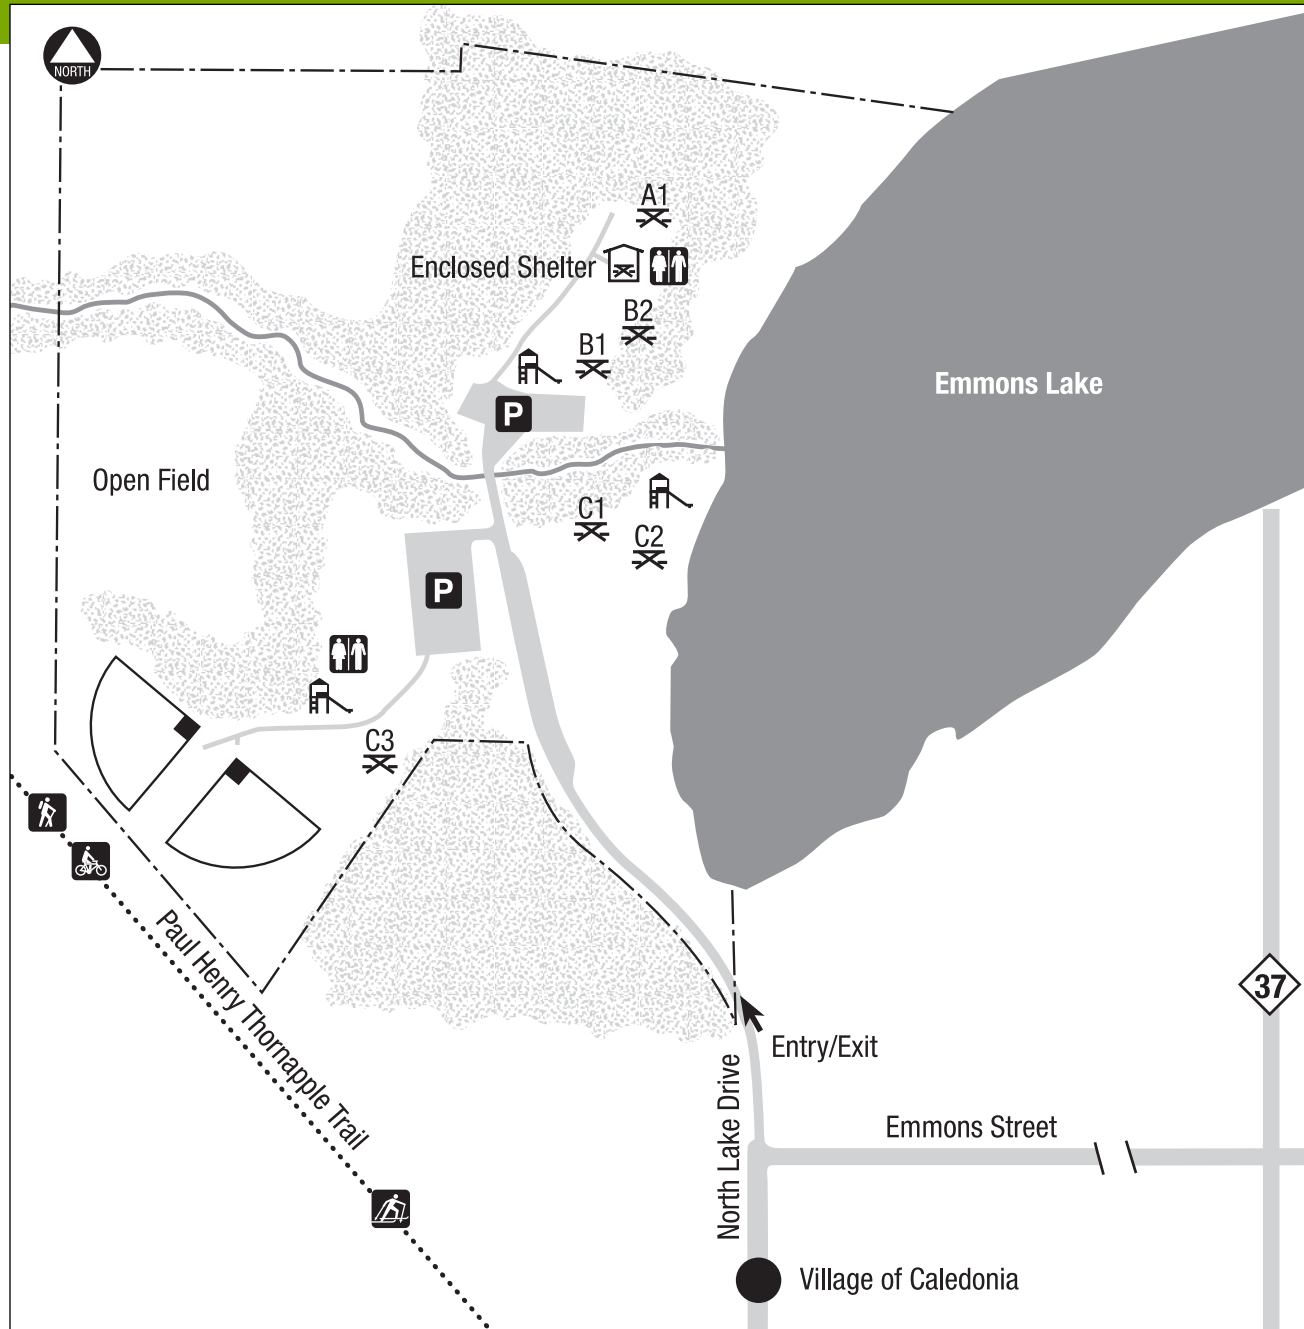 NORTH
A1
Enclosed Shelter
B2
B1
P
Emmons Lake
Open Field
C1
C2
P
C3
Paul Henry Thornapple Trail
37
Entry/Exit
North Lake Drive
Emmons Street
Village of Caledonia